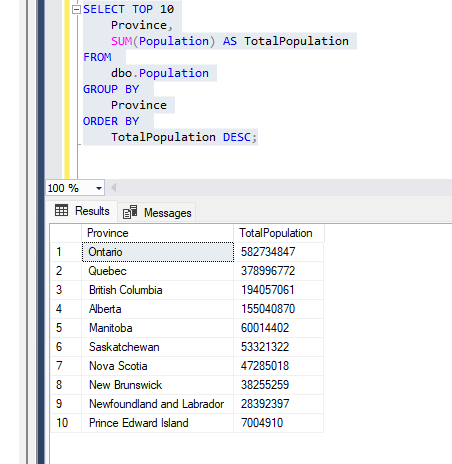 SELECT TOP 10
Province,
SUM(Population) AS TotalPopulation
FROM
dbo.Population
GROUP BY
Province
ORDER BY
TotalPopulation DESC;
100 %
Results Messages
Province TotalPopulation
1 Ontario 582734847
2 Quebec 378996772
3 British Columbia 194057061
4 Alberta 155040870
5 Manitoba 60014402
6 Saskatchewan 53321322
7 Nova Scotia 47285018
8 New Brunswick 38255259
9 Newfoundland and Labrador 28392397
10 Prince Edward Island 7004910